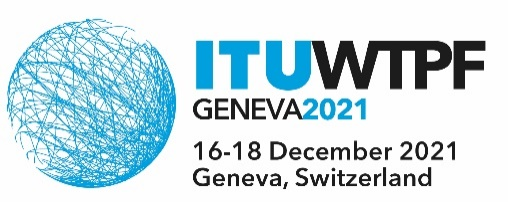 ITUWTPF
GENEVA2021
16-18 December 2021
Geneva, Switzerland